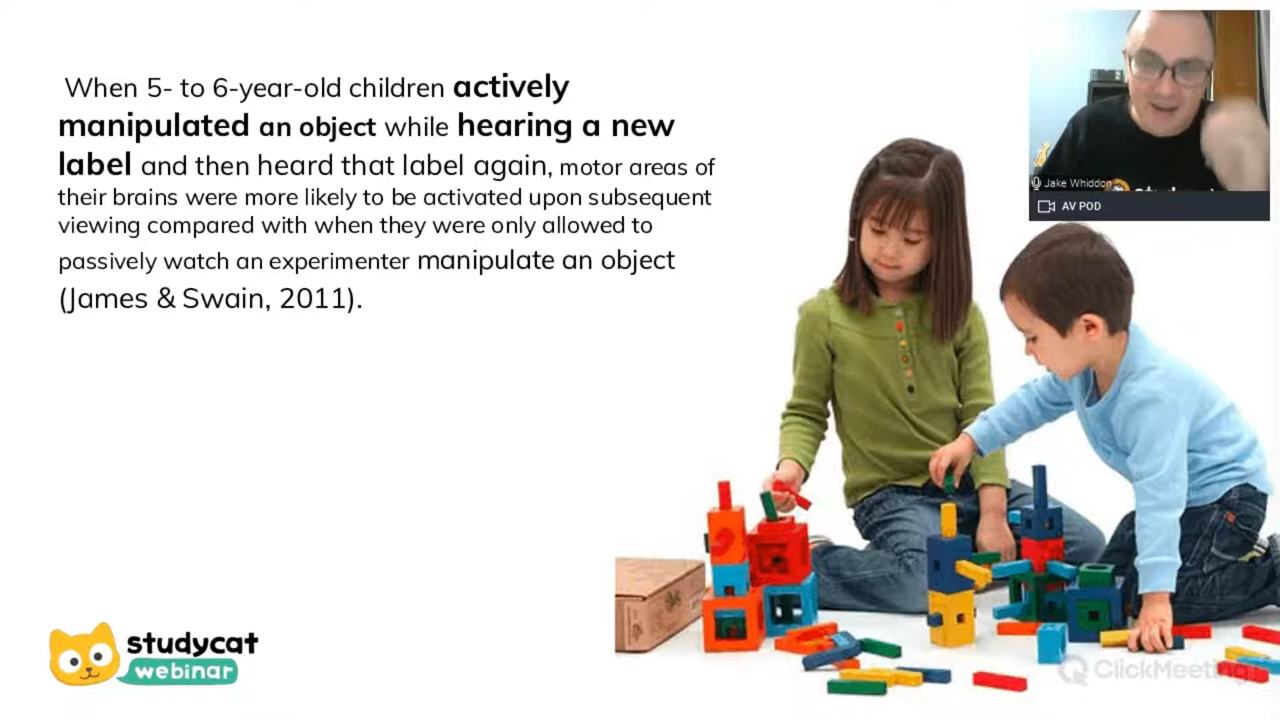 When 5- to 6-year-old children actively
manipulated an object while hearing a new
label and then heard that label again, motor areas of
their brains were more likely to be activated upon subsequent
viewing compared with when they were only allowed to
passively watch an experimenter manipulate an object
(James & Swain, 2011).
Jake Whiddon
AV POD
studycat
webinar
ClickMeeting